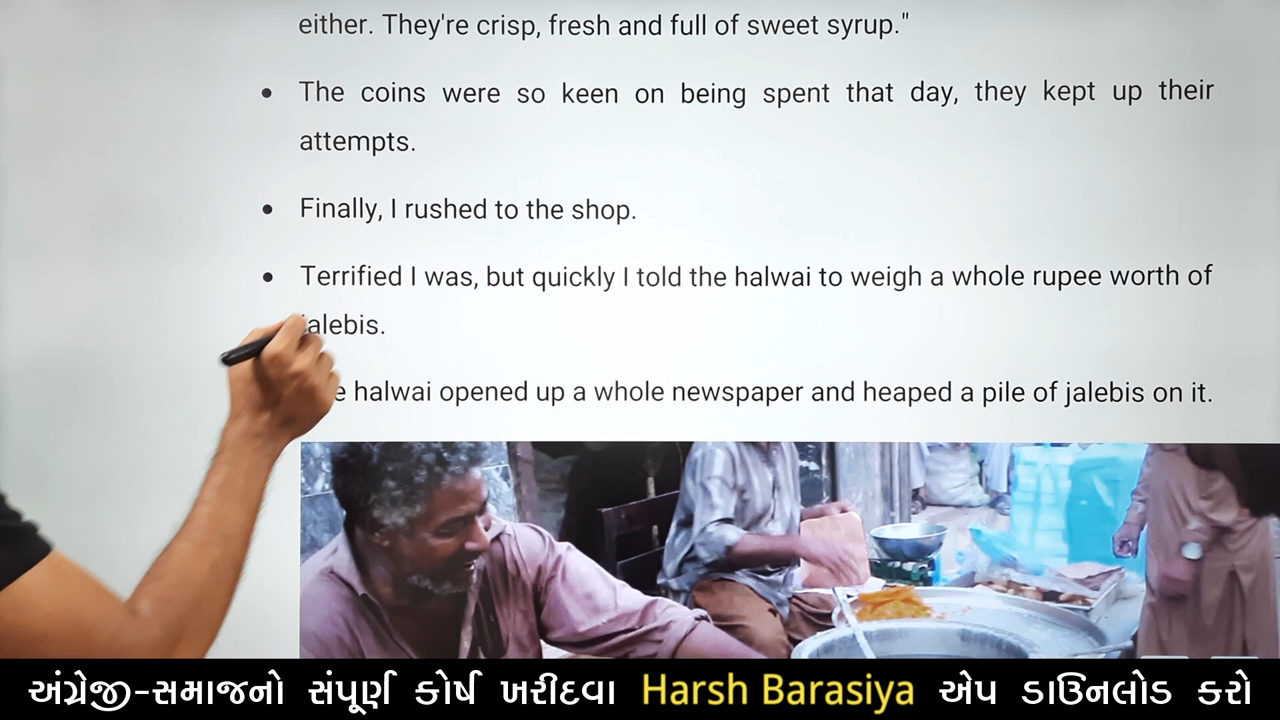 either. They're crisp, fresh and full of sweet syrup."
• The coins were so keen on being spent that day, they kept up their
attempts.
• Finally, I rushed to the shop.
• Terrified I was, but quickly I told the halwai to weigh a whole rupee worth of
jalebis.
halwai opened up a whole newspaper and heaped a pile of jalebis on it.
અંગ્રેજી-સમાજનો સંપૂર્ણ કોર્ષ ખરીદવા Harsh Barasiya એપ ડાઉનલોડ કરો